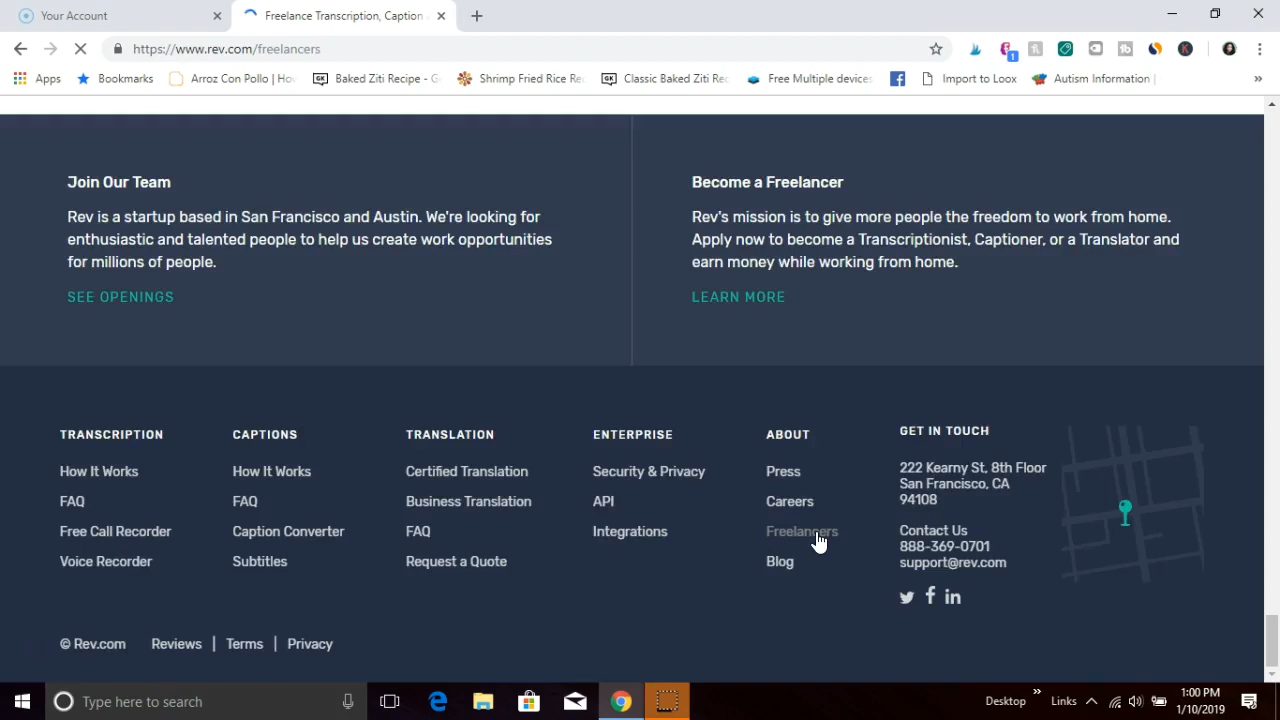 Your Account
Freelance Transcription, Caption
https://www.rev.com/freelancers
1
Apps
Bookmarks
Arroz Con Pollo | Ho
GK
Baked Ziti Recipe - G
Shrimp Fried Rice Re
GK
Classic Baked Ziti Rec
Free Multiple devices
Import to Loox
Autism Information |
Join Our Team
Rev is a startup based in San Francisco and Austin. We're looking for
enthusiastic and talented people to help us create work opportunities
for millions of people.
SEE OPENINGS
Become a Freelancer
Rev's mission is to give more people the freedom to work from home.
Apply now to become a Transcriptionist, Captioner, or a Translator and
earn money while working from home.
LEARN MORE
TRANSCRIPTION
How It Works
FAQ
Free Call Recorder
Voice Recorder
CAPTIONS
How It Works
FAQ
Caption Converter
Subtitles
TRANSLATION
Certified Translation
Business Translation
FAQ
Request a Quote
ENTERPRISE
Security & Privacy
API
Integrations
ABOUT
Press
Careers
Freelancers
Blog
GET IN TOUCH
222 Kearny St, 8th Floor
San Francisco, CA
94108
Contact Us
888-369-0701
support@rev.com
© Rev.com
Reviews | Terms | Privacy
Type here to search
Desktop
Links
1:00 PM
1/10/2019